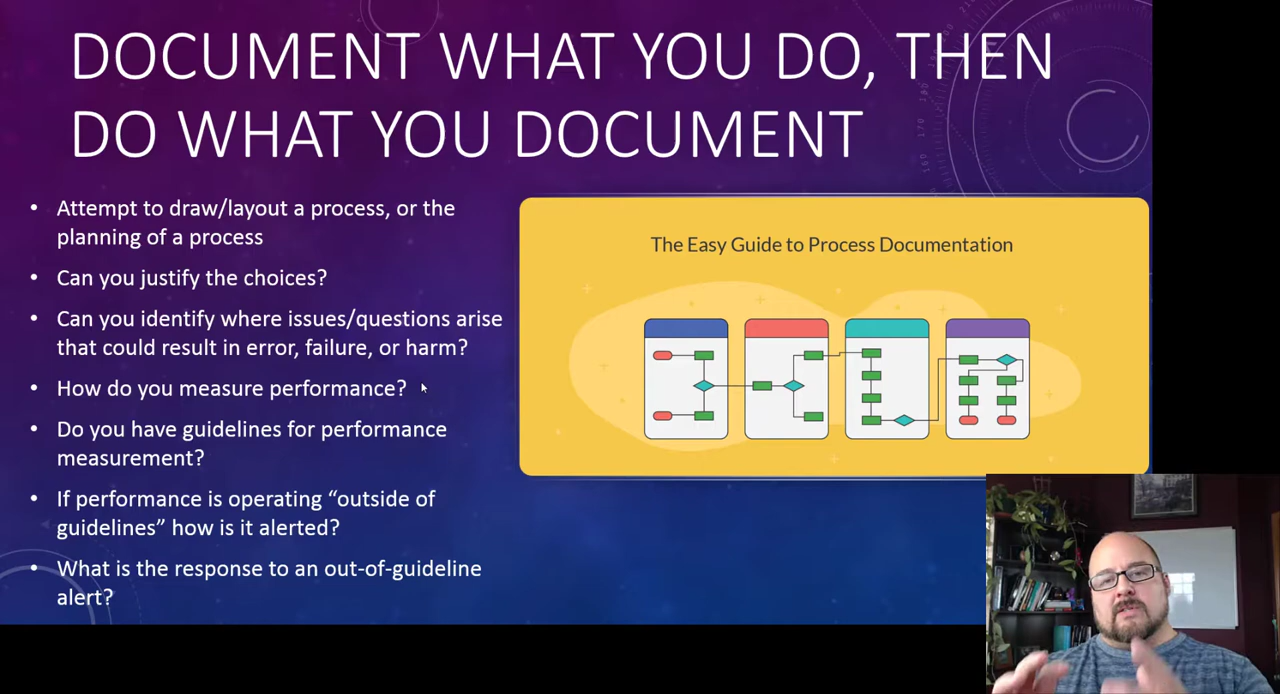 DOCUMENT WHAT YOU DO, THEN
DO WHAT YOU DOCUMENT
• Attempt to draw/layout a process, or the
planning of a process
• Can you justify the choices?
• Can you identify where issues/questions arise
that could result in error, failure, or harm?
• How do you measure performance?
• Do you have guidelines for performance
measurement?
• If performance is operating “outside of
guidelines” how is it alerted?
• What is the response to an out-of-guideline
alert?
The Easy Guide to Process Documentation
210
170
160